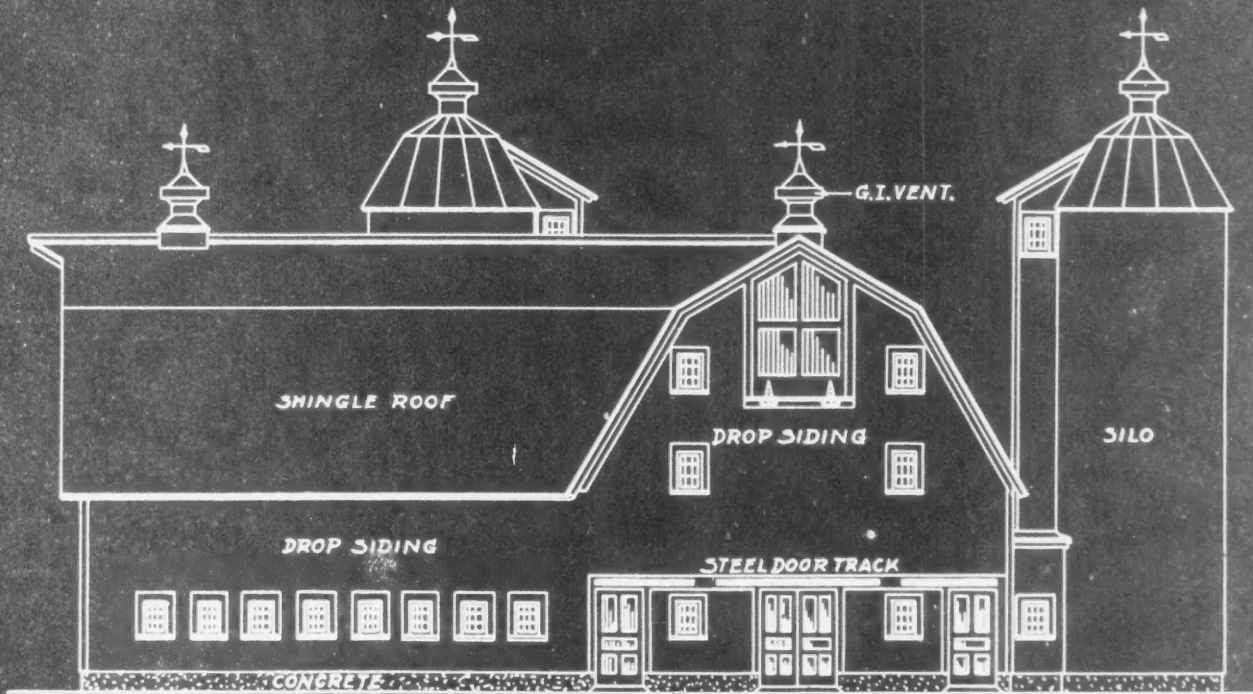 G.I. VENT.
SHINGLE ROOF
DROP SIDING
SILO
DROP SIDING
STEEL DOOR TRACK
CONCRETE